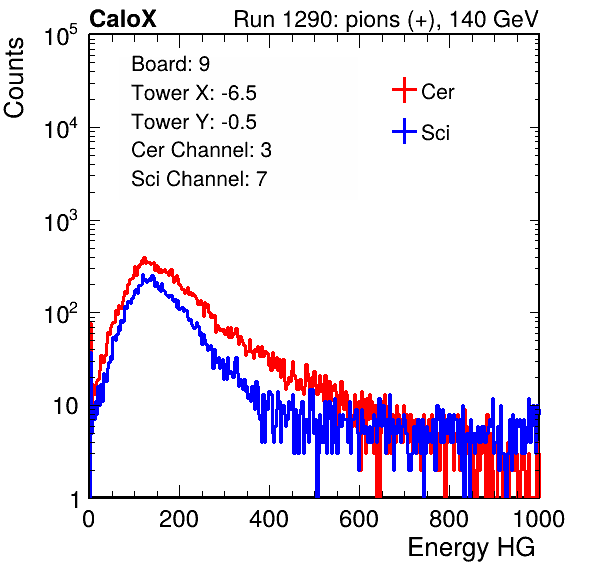 CaloX Run 1290: pions (+), 140 GeV
Counts
Board: 9
Tower X: -6.5
Tower Y: -0.5
Cer Channel: 3
Sci Channel: 7
Cer
Sci
10^5
10^4
10^3
10^2
10
1
0 200 400 600 800 1000
Energy HG